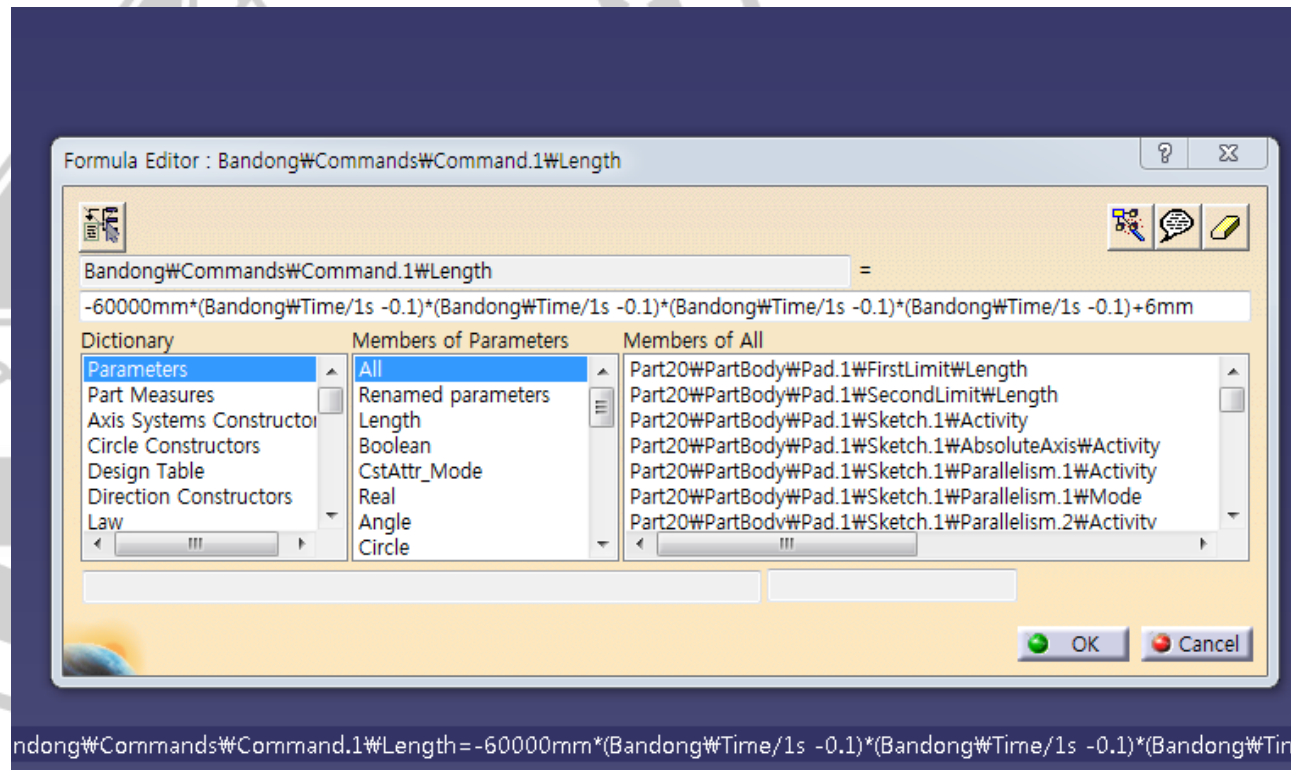 Formula Editor : Bandong₩Commands₩Command.1₩Length
Bandong₩Commands₩Command.1₩Length =
-60000mm*(Bandong₩Time/1s -0.1)*(Bandong₩Time/1s -0.1)*(Bandong₩Time/1s -0.1)*(Bandong₩Time/1s -0.1)+6mm
Dictionary Members of Parameters Members of All
Parameters All Part20₩PartBody₩Pad.1₩FirstLimit₩Length
Part Measures Renamed parameters Part20₩PartBody₩Pad.1₩SecondLimit₩Length
Axis Systems Constructor Length Part20₩PartBody₩Pad.1₩Sketch.1₩Activity
Circle Constructors Boolean Part20₩PartBody₩Pad.1₩Sketch.1₩AbsoluteAxis₩Activity
Design Table CstAttr_Mode Part20₩PartBody₩Pad.1₩Sketch.1₩Parallelism.1₩Activity
Direction Constructors Real Part20₩PartBody₩Pad.1₩Sketch.1₩Parallelism.1₩Mode
Law Angle Part20₩PartBody₩Pad.1₩Sketch.1₩Parallelism.2₩Activity
Circle
OK Cancel
ndong₩Commands₩Command.1₩Length=-60000mm*(Bandong₩Time/1s -0.1)*(Bandong₩Time/1s -0.1)*(Bandong₩Tim